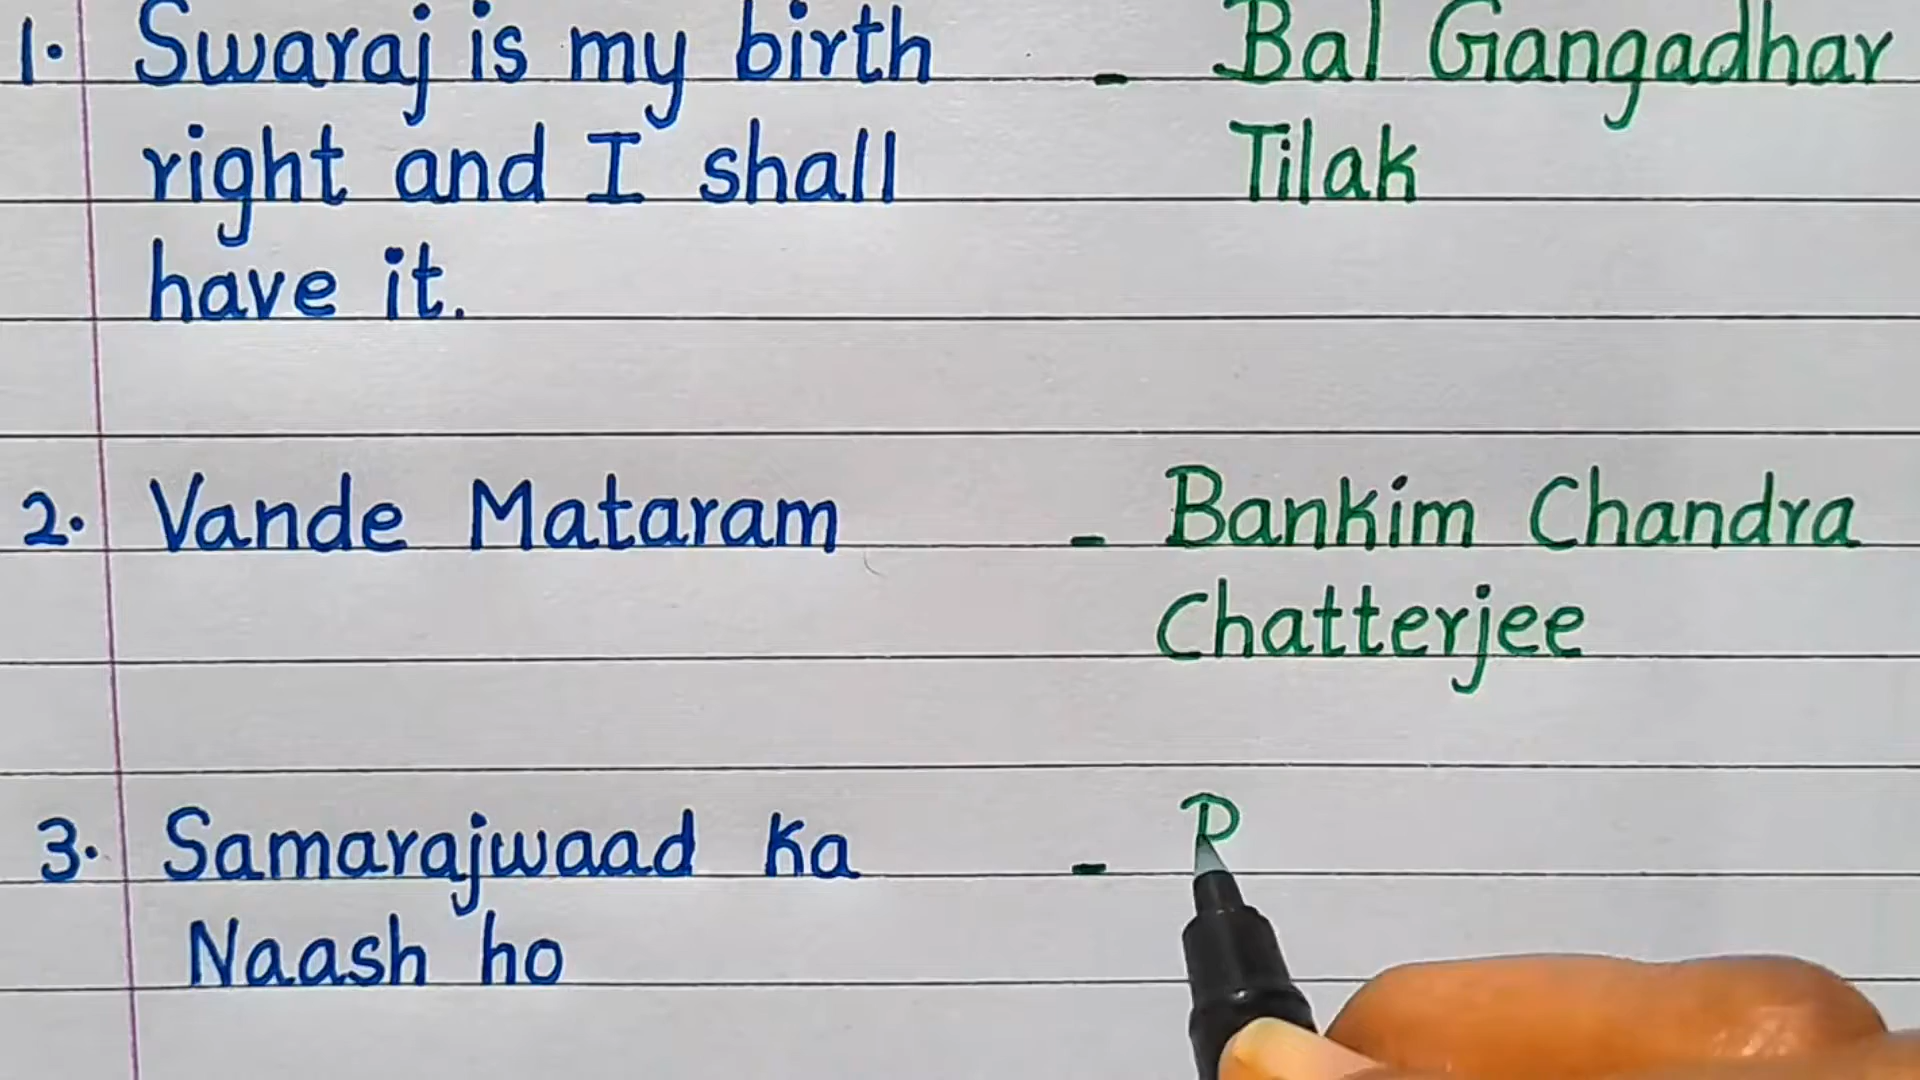 1. Swaraj is my birth - Bal Gangadhar
right and I shall Tilak
have it.
2. Vande Mataram - Bankim Chandra
Chatterjee
3. Samarajwaad ka -
Naash ho